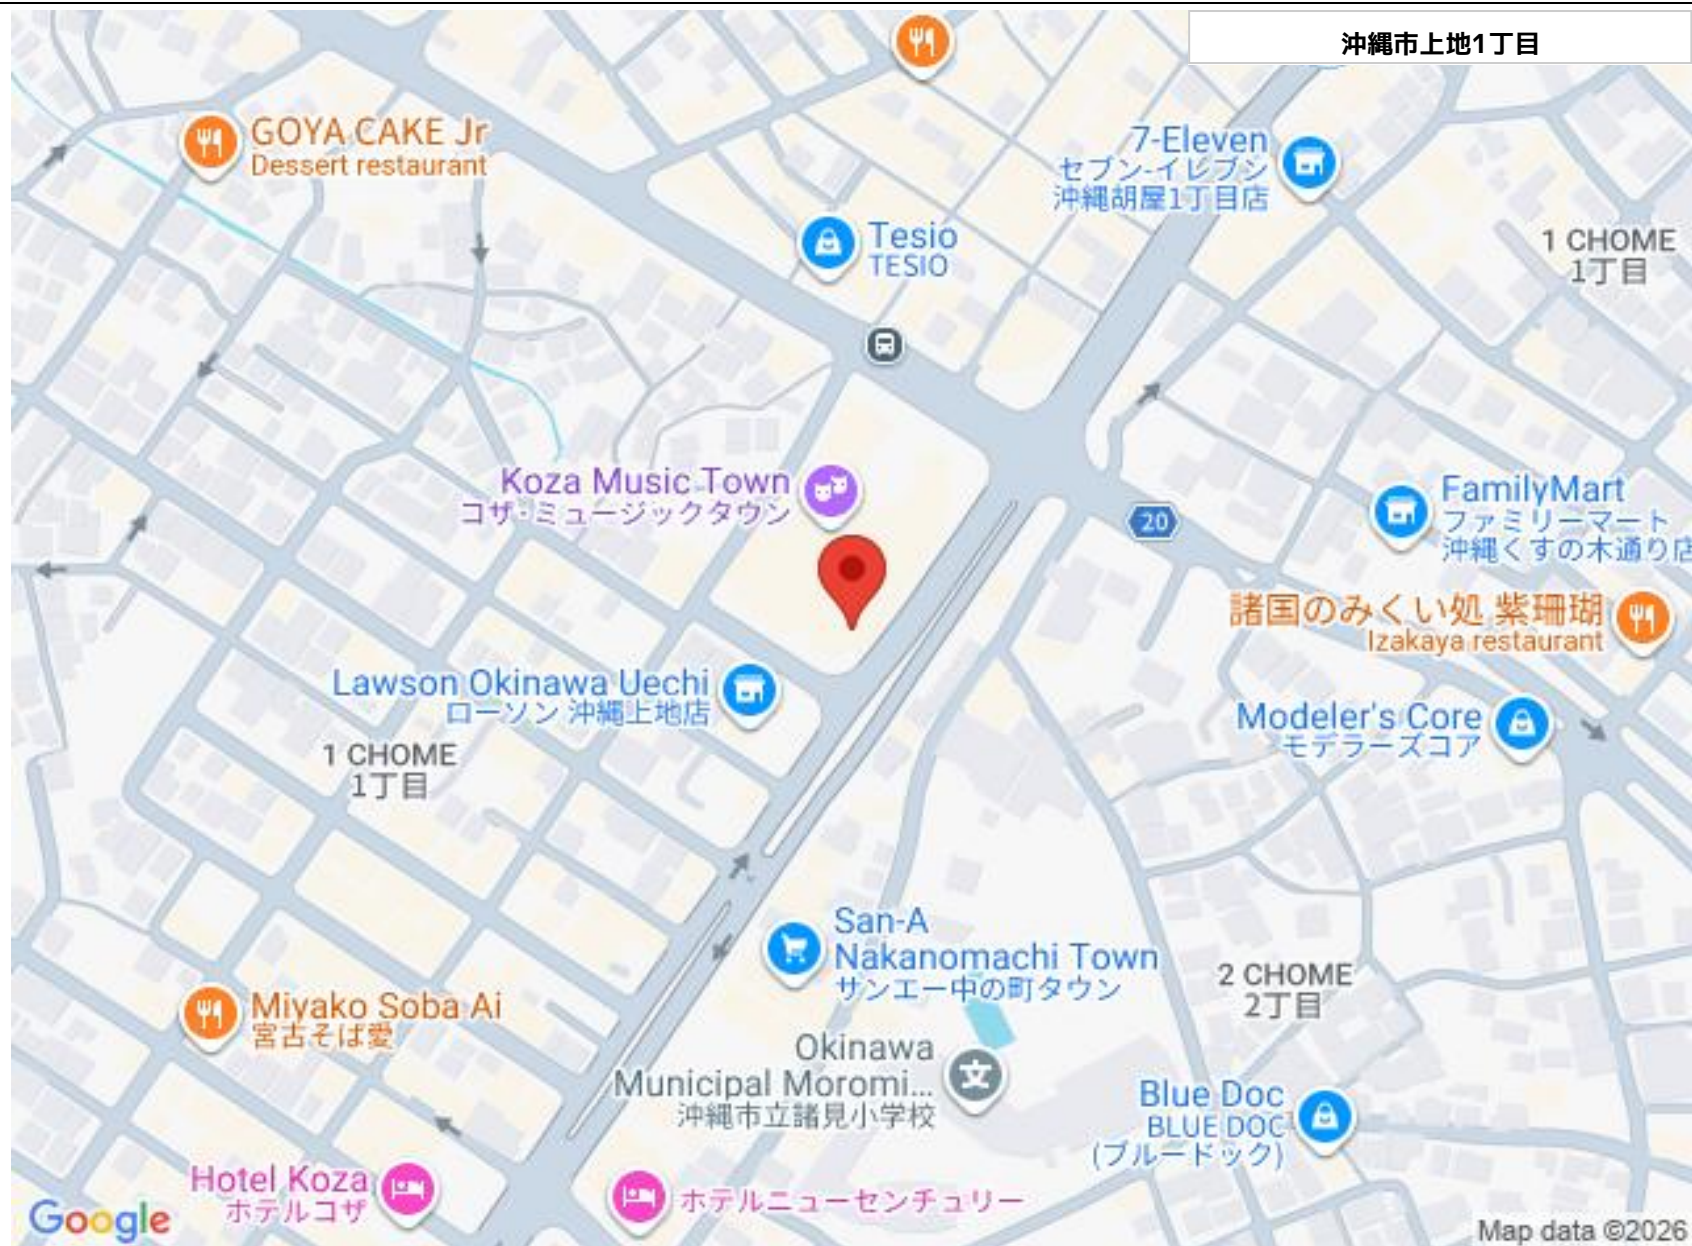 沖縄市上地1丁目
GOYA CAKE Jr
Dessert restaurant
7-Eleven
セブン-イレブン
沖縄胡屋1丁目店
Tesio
TESIO
1 CHOME
1丁目
Koza Music Town
コザ·ミュージックタウン
20
FamilyMart
ファミリーマート
沖縄くすの木通り店
諸国のみくい処 紫珊瑚
Izakaya restaurant
Lawson Okinawa Uechi
ローソン 沖縄上地店
Modeler's Core
モデラーズコア
1 CHOME
1丁目
San-A
Nakanomachi Town
サンエー中の町タウン
2 CHOME
2丁目
Miyako Soba Ai
宮古そば愛
Okinawa
Municipal Moromi...
沖縄市立諸見小学校
文
Blue Doc
BLUE DOC
(ブルードック)
Hotel Koza
ホテルコザ
ホテルニューセンチュリー
Google
Map data ©2026